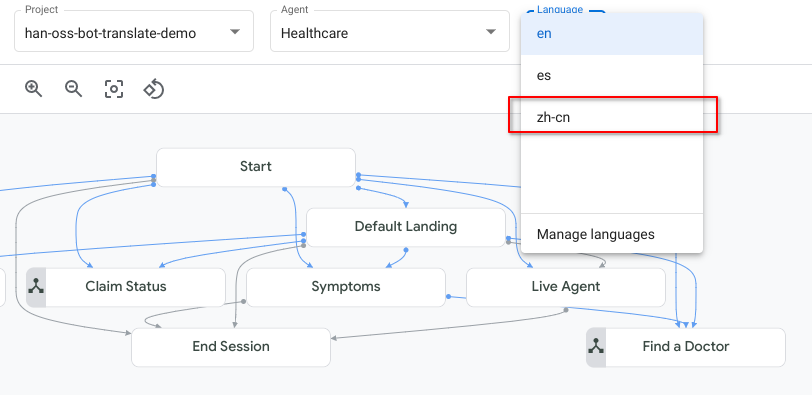 Project
Agent
Language
han-oss-bot-translate-demo
Healthcare
en
es
zh-cn
Manage languages
Start
Default Landing
Claim Status
Symptoms
Live Agent
End Session
Find a Doctor